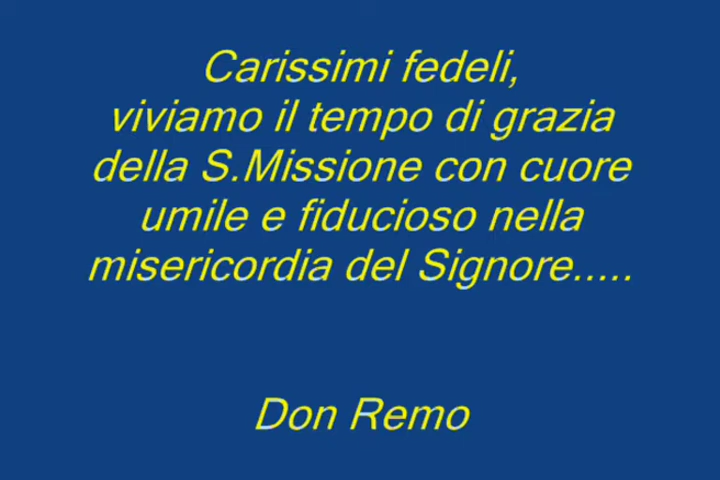 Carissimi fedeli,
viviamo il tempo di grazia
della S.Missione con cuore
umile e fiducioso nella
misericordia del Signore.....
Don Remo